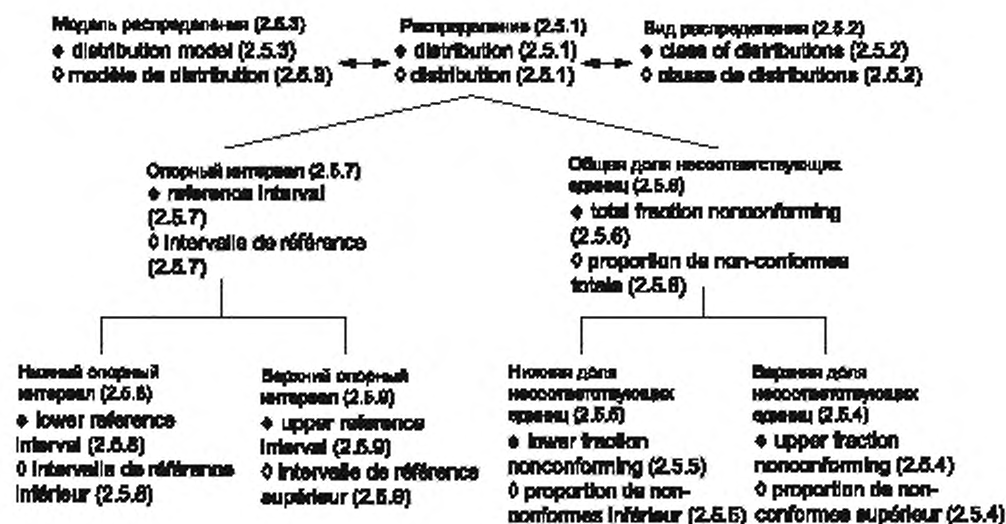 Модель распределения (2.5.3)
♦ distribution model (2.5.3)
◊ modèle de distribution (2.5.3)
Распределение (2.5.1)
♦ distribution (2.5.1)
◊ distribution (2.5.1)
Вид распределения (2.5.2)
♦ class of distributions (2.5.2)
◊ classe de distributions (2.5.2)
Опорный интервал (2.5.7)
♦ reference interval
(2.5.7)
◊ intervalle de référence
(2.5.7)
Общая доля несоответствующих
единиц (2.5.6)
♦ total fraction nonconforming
(2.5.6)
◊ proportion de non-conformes
totale (2.5.6)
Нижний опорный
интервал (2.5.8)
♦ lower reference
interval (2.5.8)
◊ intervalle de référence
inférieur (2.5.8)
Верхний опорный
интервал (2.5.9)
♦ upper reference
interval (2.5.9)
◊ intervalle de référence
supérieur (2.5.9)
Нижняя доля
несоответствующих
единиц (2.5.5)
♦ lower fraction
nonconforming (2.5.5)
◊ proportion de non-
conformes inférieur (2.5.5)
Верхняя доля
несоответствующих
единиц (2.5.4)
♦ upper fraction
nonconforming (2.5.4)
◊ proportion de non-
conformes supérieur (2.5.4)